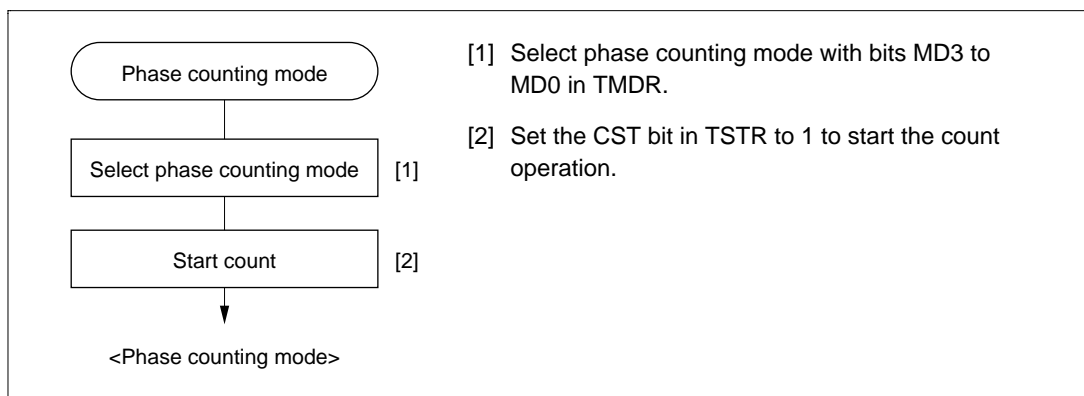 Phase counting mode
Select phase counting mode [1]
Start count [2]
<Phase counting mode>
[1] Select phase counting mode with bits MD3 to
MD0 in TMDR.
[2] Set the CST bit in TSTR to 1 to start the count
operation.